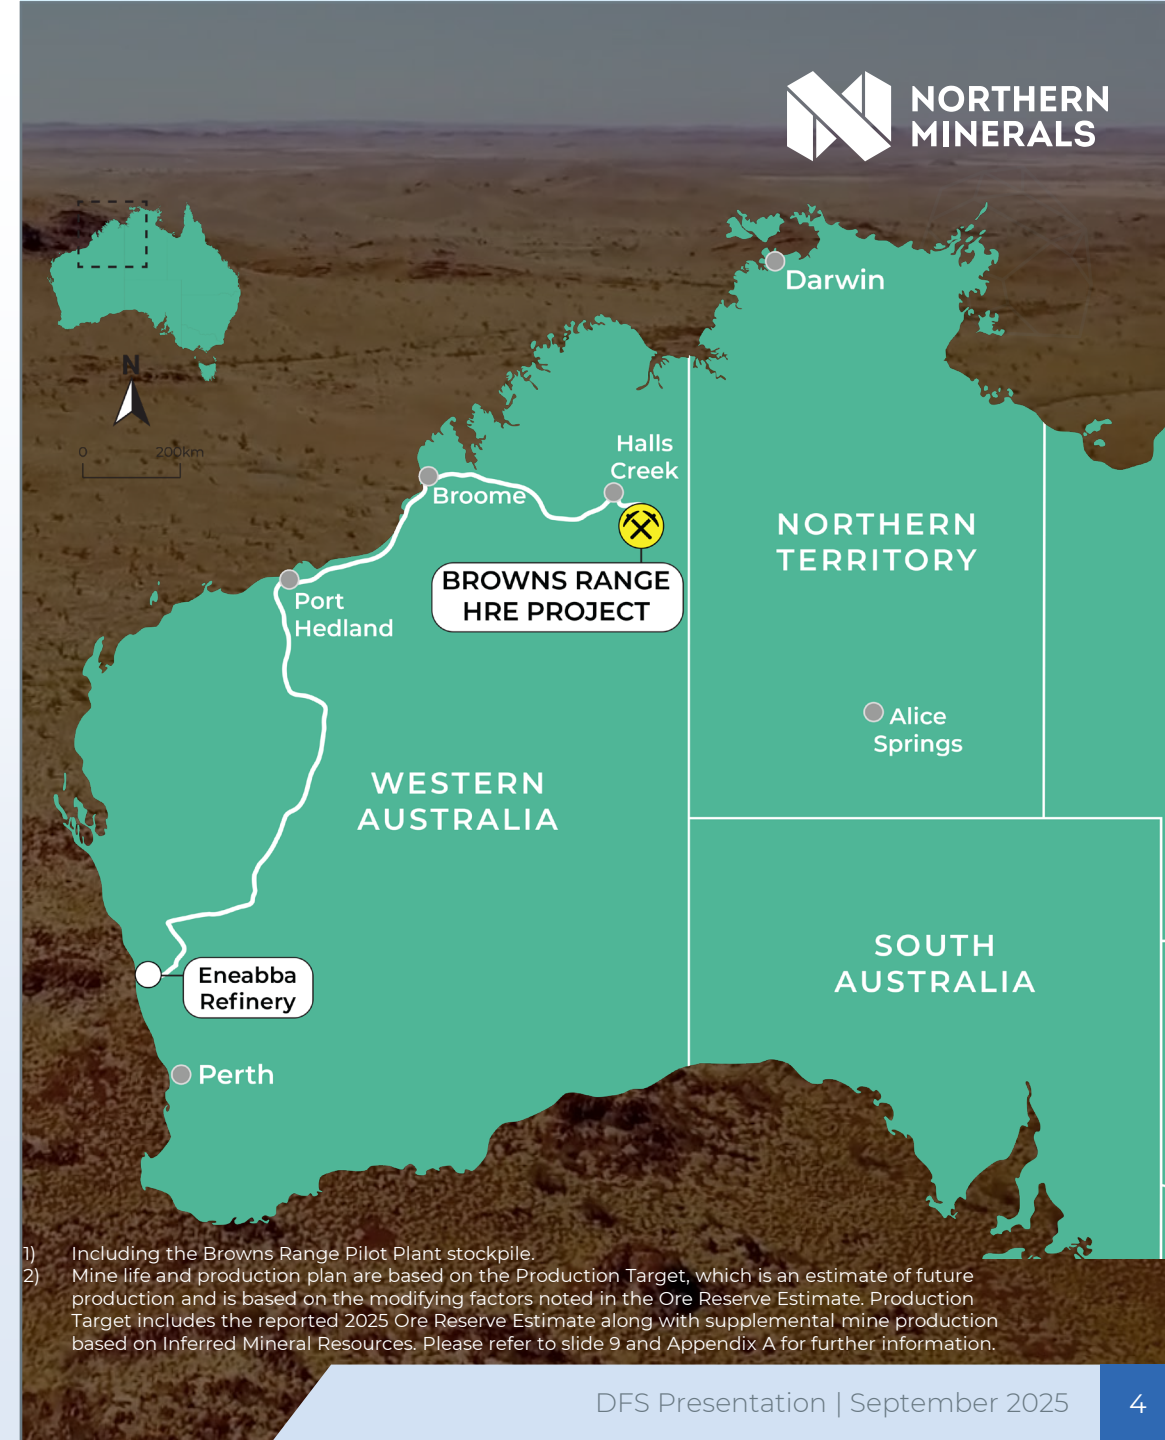 NORTHERN
MINERALS
Darwin
N
0 200km
Halls
Creek
Broome
NORTHERN
TERRITORY
BROWNS RANGE
HRE PROJECT
Port
Hedland
Alice
Springs
WESTERN
AUSTRALIA
SOUTH
AUSTRALIA
Eneabba
Refinery
Perth
1) Including the Browns Range Pilot Plant stockpile.
2) Mine life and production plan are based on the Production Target, which is an estimate of future
production and is based on the modifying factors noted in the Ore Reserve Estimate. Production
Target includes the reported 2025 Ore Reserve Estimate along with supplemental mine production
based on Inferred Mineral Resources. Please refer to slide 9 and Appendix A for further information.
DFS Presentation | September 2025 4